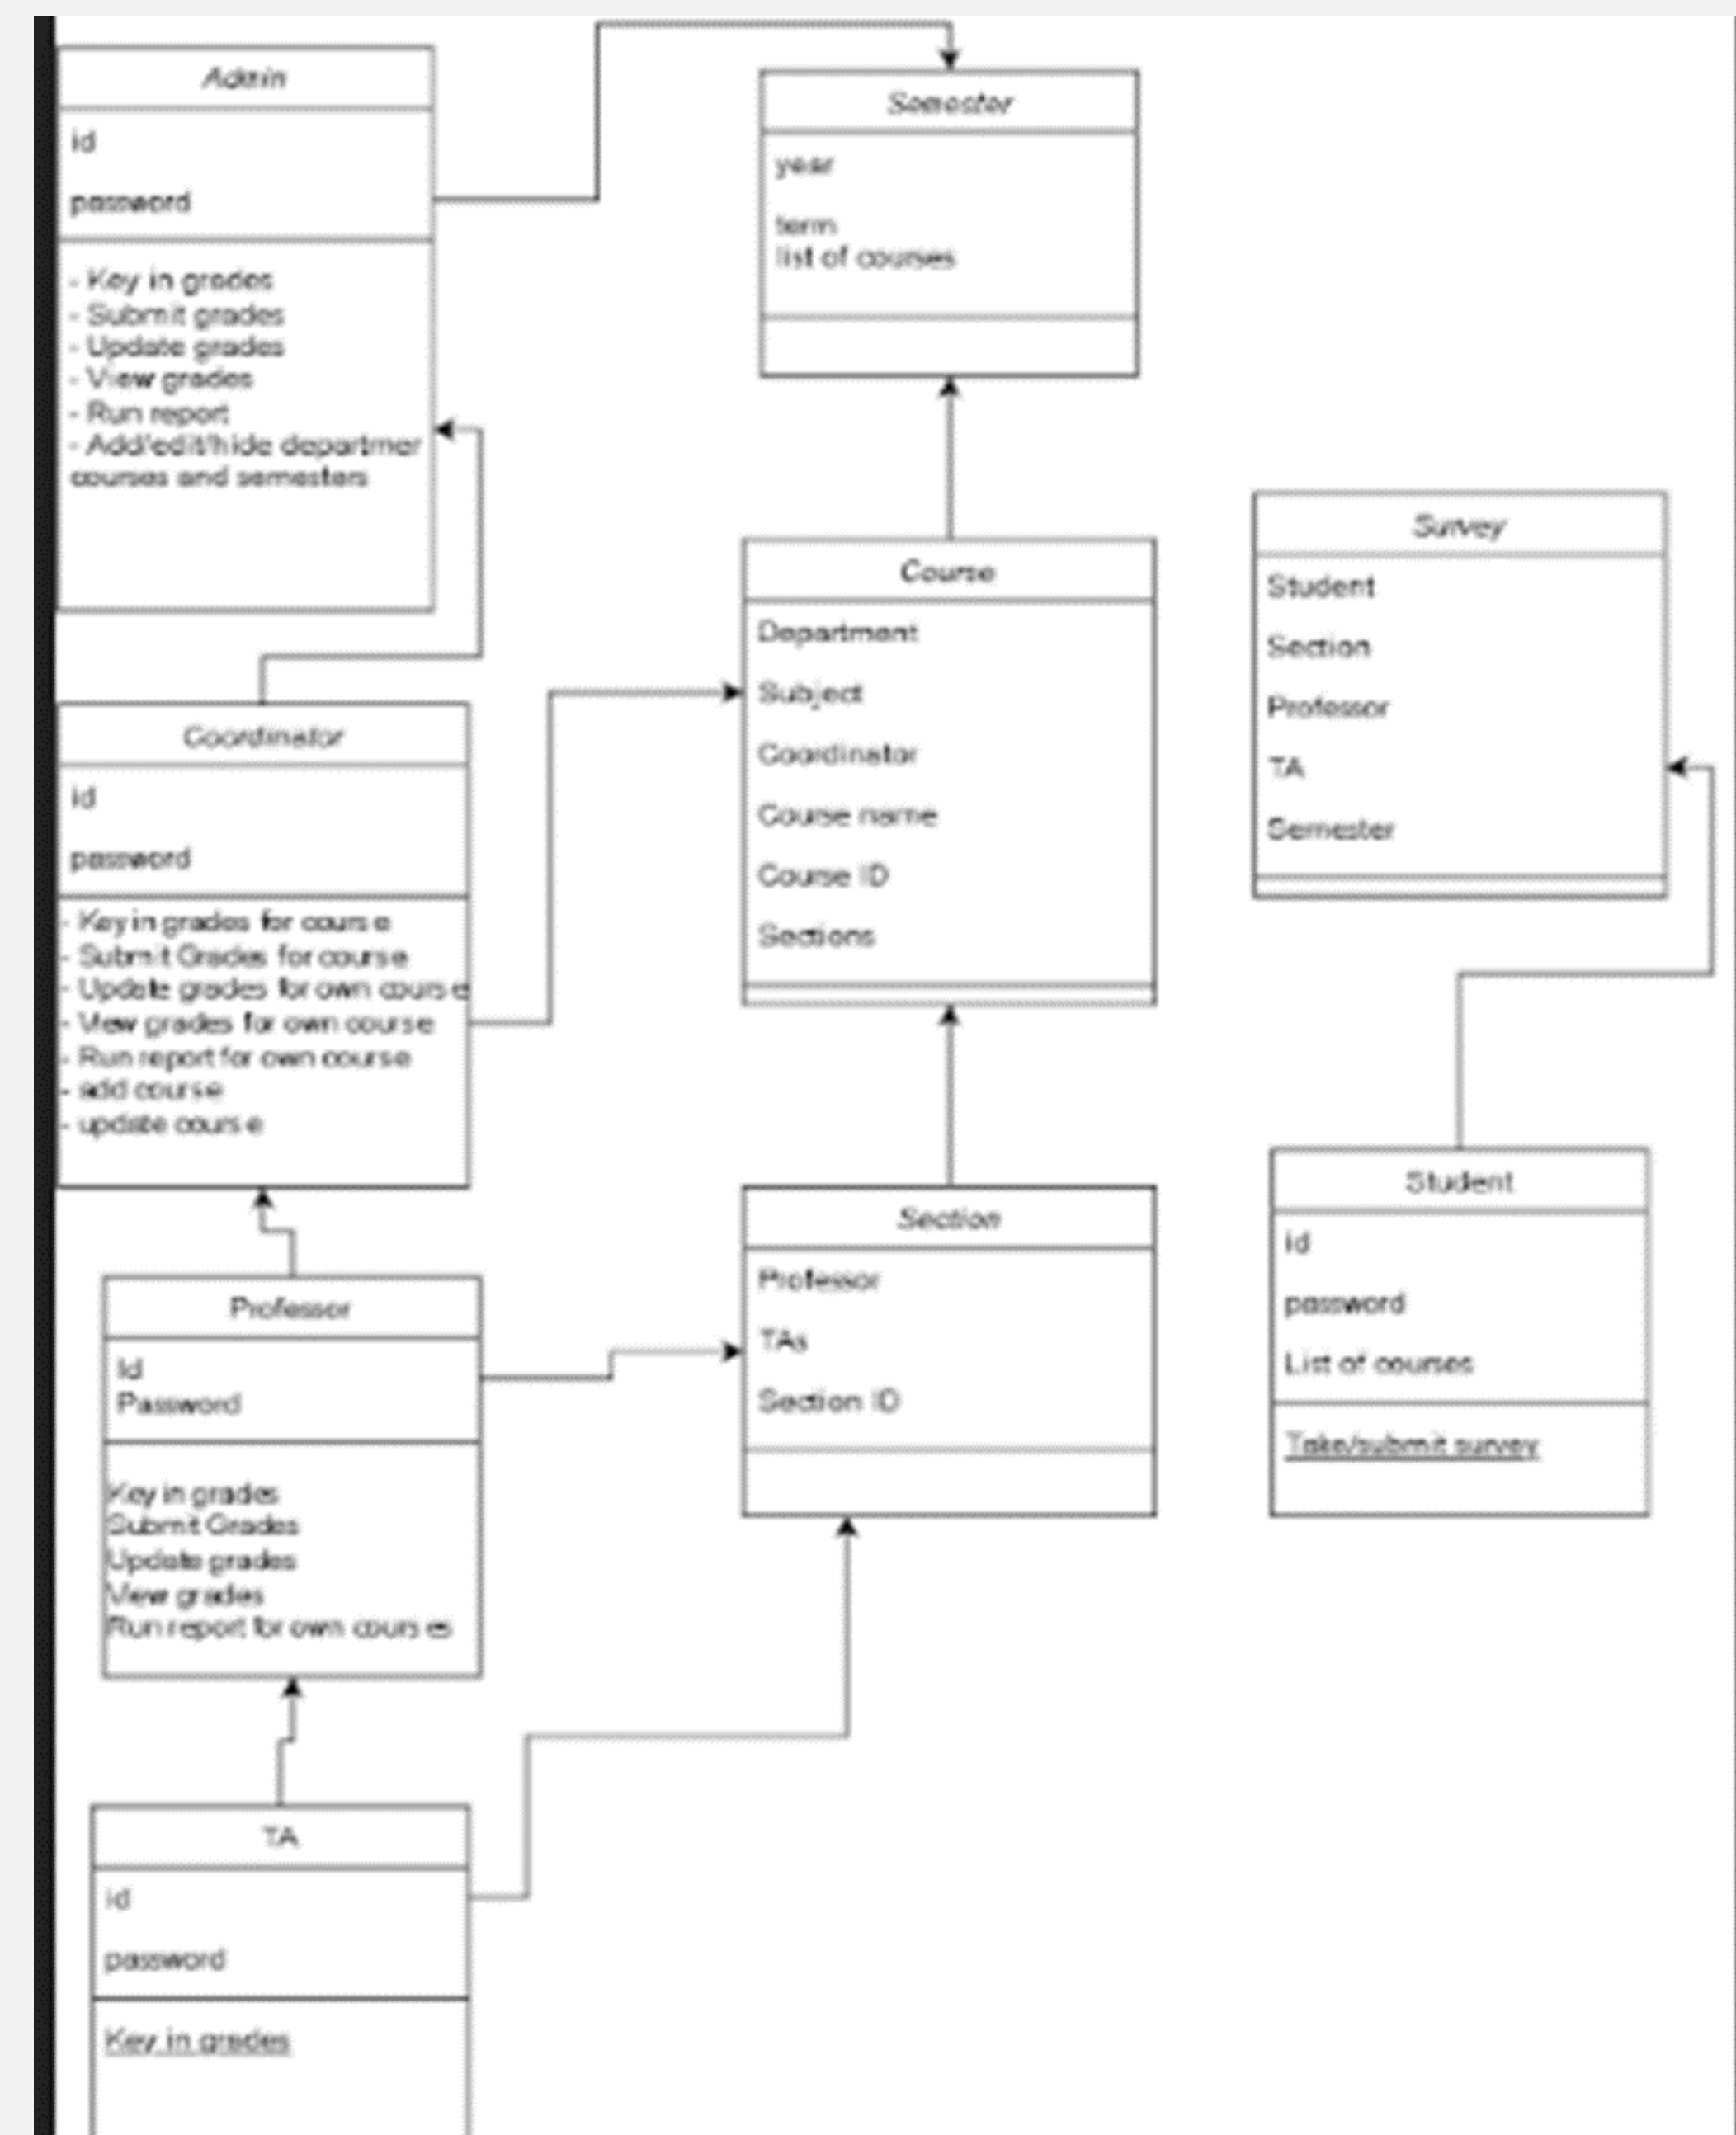 Admin
id
password
- Key in grades
- Submit grades
- Update grades
- View grades
- Run report
- Add/edit/hide departmer
courses and semesters
Semester
year
term
list of courses
Coordinator
id
password
- Key in grades for course
- Submit Grades for course
- Update grades for own course
- View grades for own course
- Run report for own course
- add course
- update course
Course
Department
Subject
Coordinator
Course name
Course ID
Sections
Survey
Student
Section
Professor
TA
Semester
Professor
Id
Password
Key in grades
Submit Grades
Update grades
View grades
Run report for own courses
Section
Professor
TAs
Section ID
Student
id
password
List of courses
Take/submit survey
TA
id
password
Key in grades